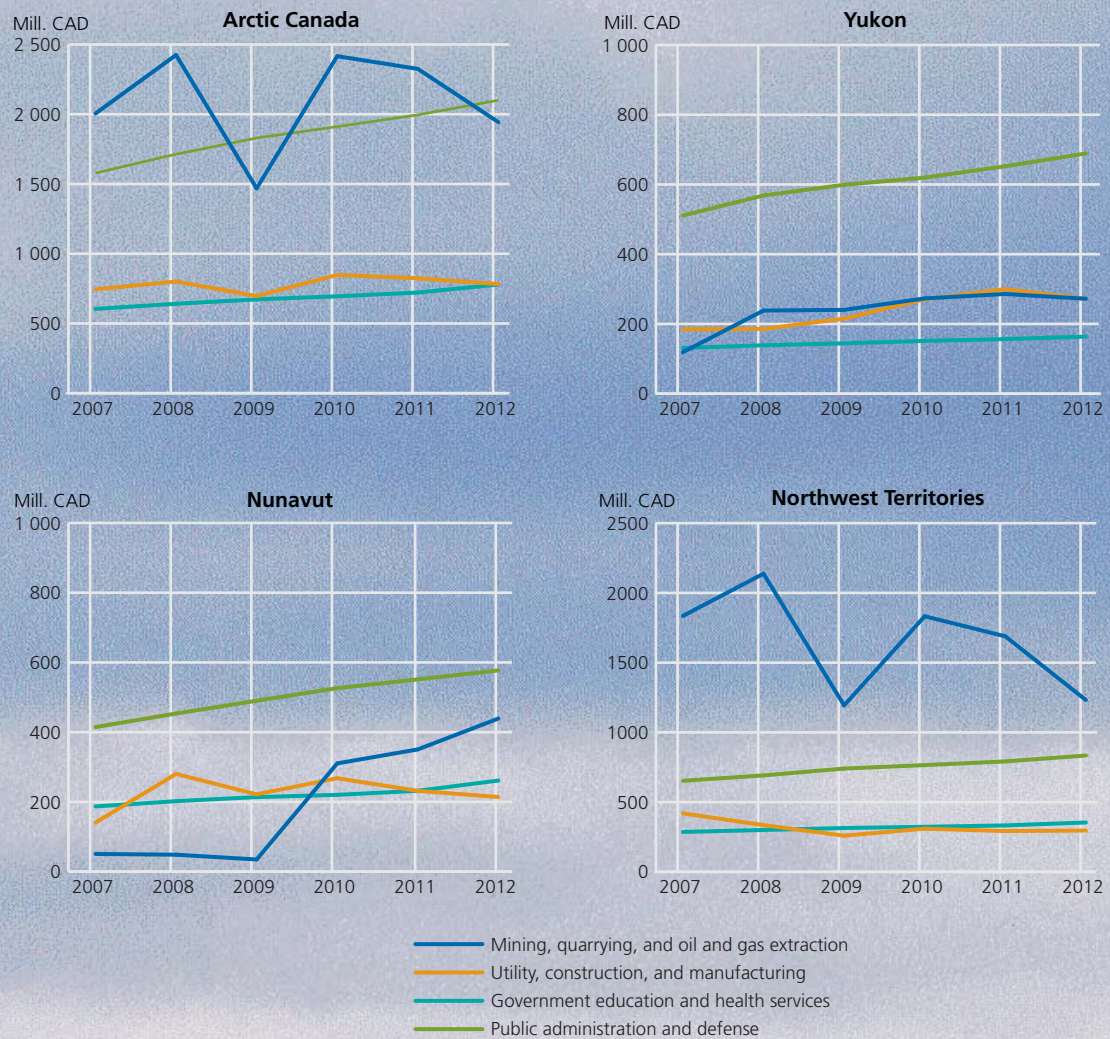 Mill. CAD
Arctic Canada
2 500
2 000
1 500
1 000
500
0
2007 2008 2009 2010 2011 2012
Mill. CAD
Yukon
1 000
800
600
400
200
0
2007 2008 2009 2010 2011 2012
Mill. CAD
Nunavut
1 000
800
600
400
200
0
2007 2008 2009 2010 2011 2012
Mill. CAD
Northwest Territories
2500
2000
1500
1000
500
0
2007 2008 2009 2010 2011 2012
Mining, quarrying, and oil and gas extraction
Utility, construction, and manufacturing
Government education and health services
Public administration and defense